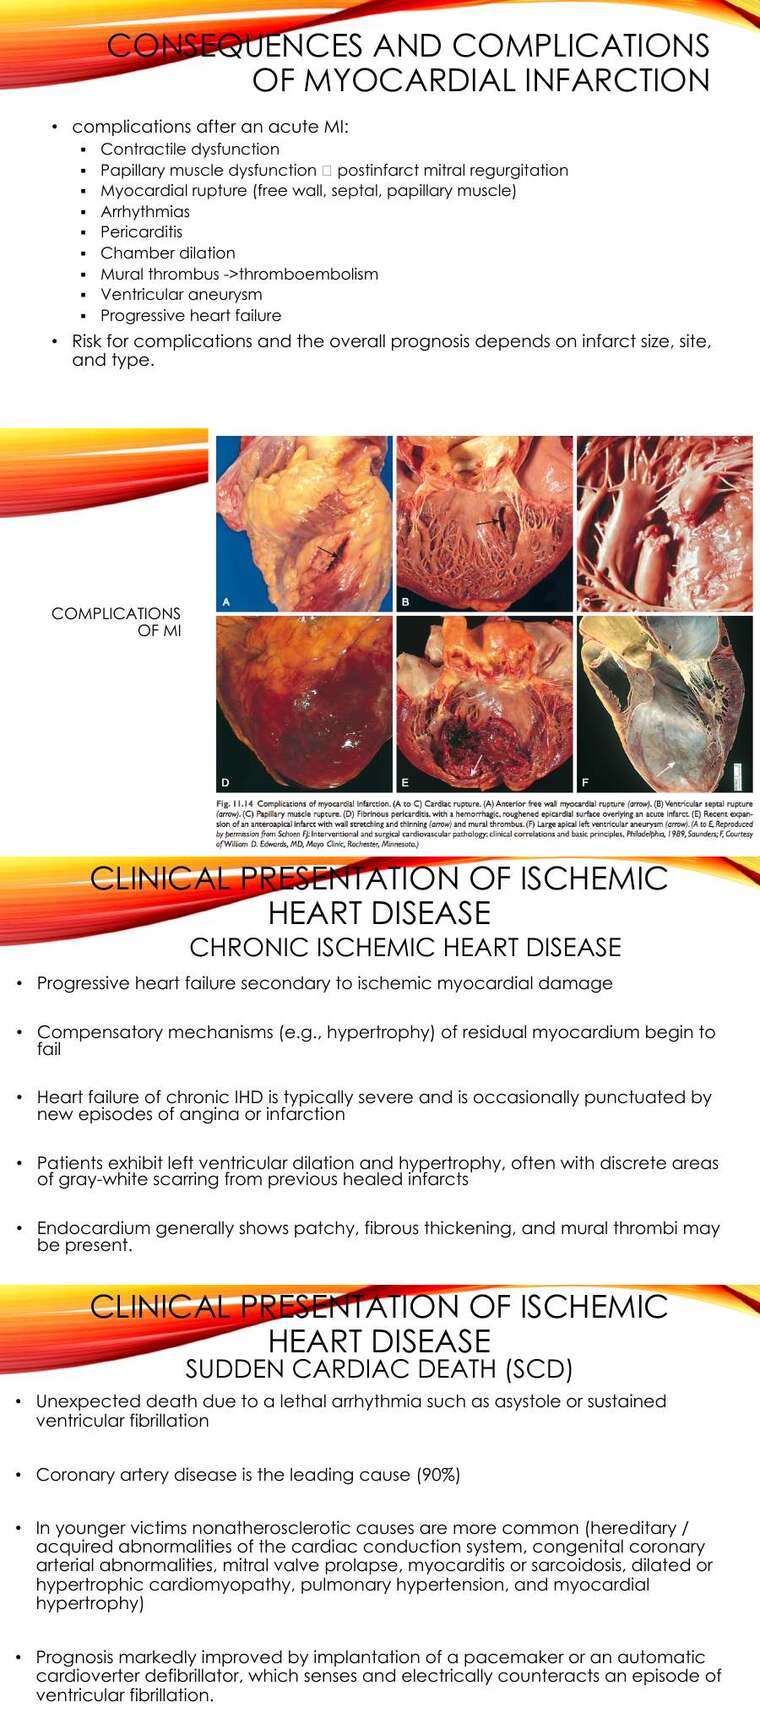 CONSEQUENCES AND COMPLICATIONS
OF MYOCARDIAL INFARCTION
• complications after an acute MI:
▪ Contractile dysfunction
▪ Papillary muscle dysfunction □ postinfarct mitral regurgitation
▪ Myocardial rupture (free wall, septal, papillary muscle)
▪ Arrhythmias
▪ Pericarditis
▪ Chamber dilation
▪ Mural thrombus ->thromboembolism
▪ Ventricular aneurysm
▪ Progressive heart failure
• Risk for complications and the overall prognosis depends on infarct size, site,
and type.
COMPLICATIONS
OF MI
A
B
C
D
E
F
Fig. 11.14 Complications of myocardial infarction. (A to C) Cardiac rupture. (A) Anterior free wall myocardial rupture (arrow). (B) Ventricular septal rupture
(arrow). (C) Papillary muscle rupture. (D) Fibrinous pericarditis, with a hemorrhagic, roughened epicardial surface overlying an acute infarct. (E) Recent expan-
sion of an anteroapical infarct with wall stretching and thinning (arrow) and mural thrombus. (F) Large apical left ventricular aneurysm (arrow). (A to E, Reproduced
by permission from Schoen FJ: Interventional and surgical cardiovascular pathology: clinical correlations and basic principles, Philadelphia, 1989, Saunders; F, Courtesy
of William D. Edwards, MD, Mayo Clinic, Rochester, Minnesota.)
CLINICAL PRESENTATION OF ISCHEMIC
HEART DISEASE
CHRONIC ISCHEMIC HEART DISEASE
• Progressive heart failure secondary to ischemic myocardial damage
• Compensatory mechanisms (e.g., hypertrophy) of residual myocardium begin to
fail
• Heart failure of chronic IHD is typically severe and is occasionally punctuated by
new episodes of angina or infarction
• Patients exhibit left ventricular dilation and hypertrophy, often with discrete areas
of gray-white scarring from previous healed infarcts
• Endocardium generally shows patchy, fibrous thickening, and mural thrombi may
be present.
CLINICAL PRESENTATION OF ISCHEMIC
HEART DISEASE
SUDDEN CARDIAC DEATH (SCD)
• Unexpected death due to a lethal arrhythmia such as asystole or sustained
ventricular fibrillation
• Coronary artery disease is the leading cause (90%)
• In younger victims nonatherosclerotic causes are more common (hereditary /
acquired abnormalities of the cardiac conduction system, congenital coronary
arterial abnormalities, mitral valve prolapse, myocarditis or sarcoidosis, dilated or
hypertrophic cardiomyopathy, pulmonary hypertension, and myocardial
hypertrophy)
• Prognosis markedly improved by implantation of a pacemaker or an automatic
cardioverter defibrillator, which senses and electrically counteracts an episode of
ventricular fibrillation.